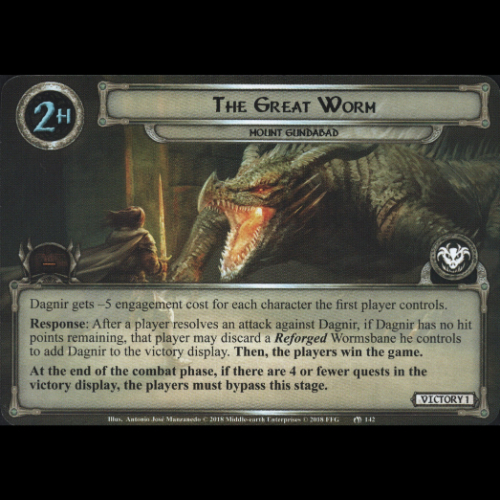 2H
THE GREAT WORM
MOUNT GUNDABAD
Dagnir gets –5 engagement cost for each character the first player controls.
Response: After a player resolves an attack against Dagnir, if Dagnir has no hit
points remaining, that player may discard a Reforged Wormsbane he controls
to add Dagnir to the victory display. Then, the players win the game.
At the end of the combat phase, if there are 4 or fewer quests in the
victory display, the players must bypass this stage.
VICTORY 1
Illus. Antonio José Manzanedo © 2018 Middle-earth Enterprises © 2018 FFG 142